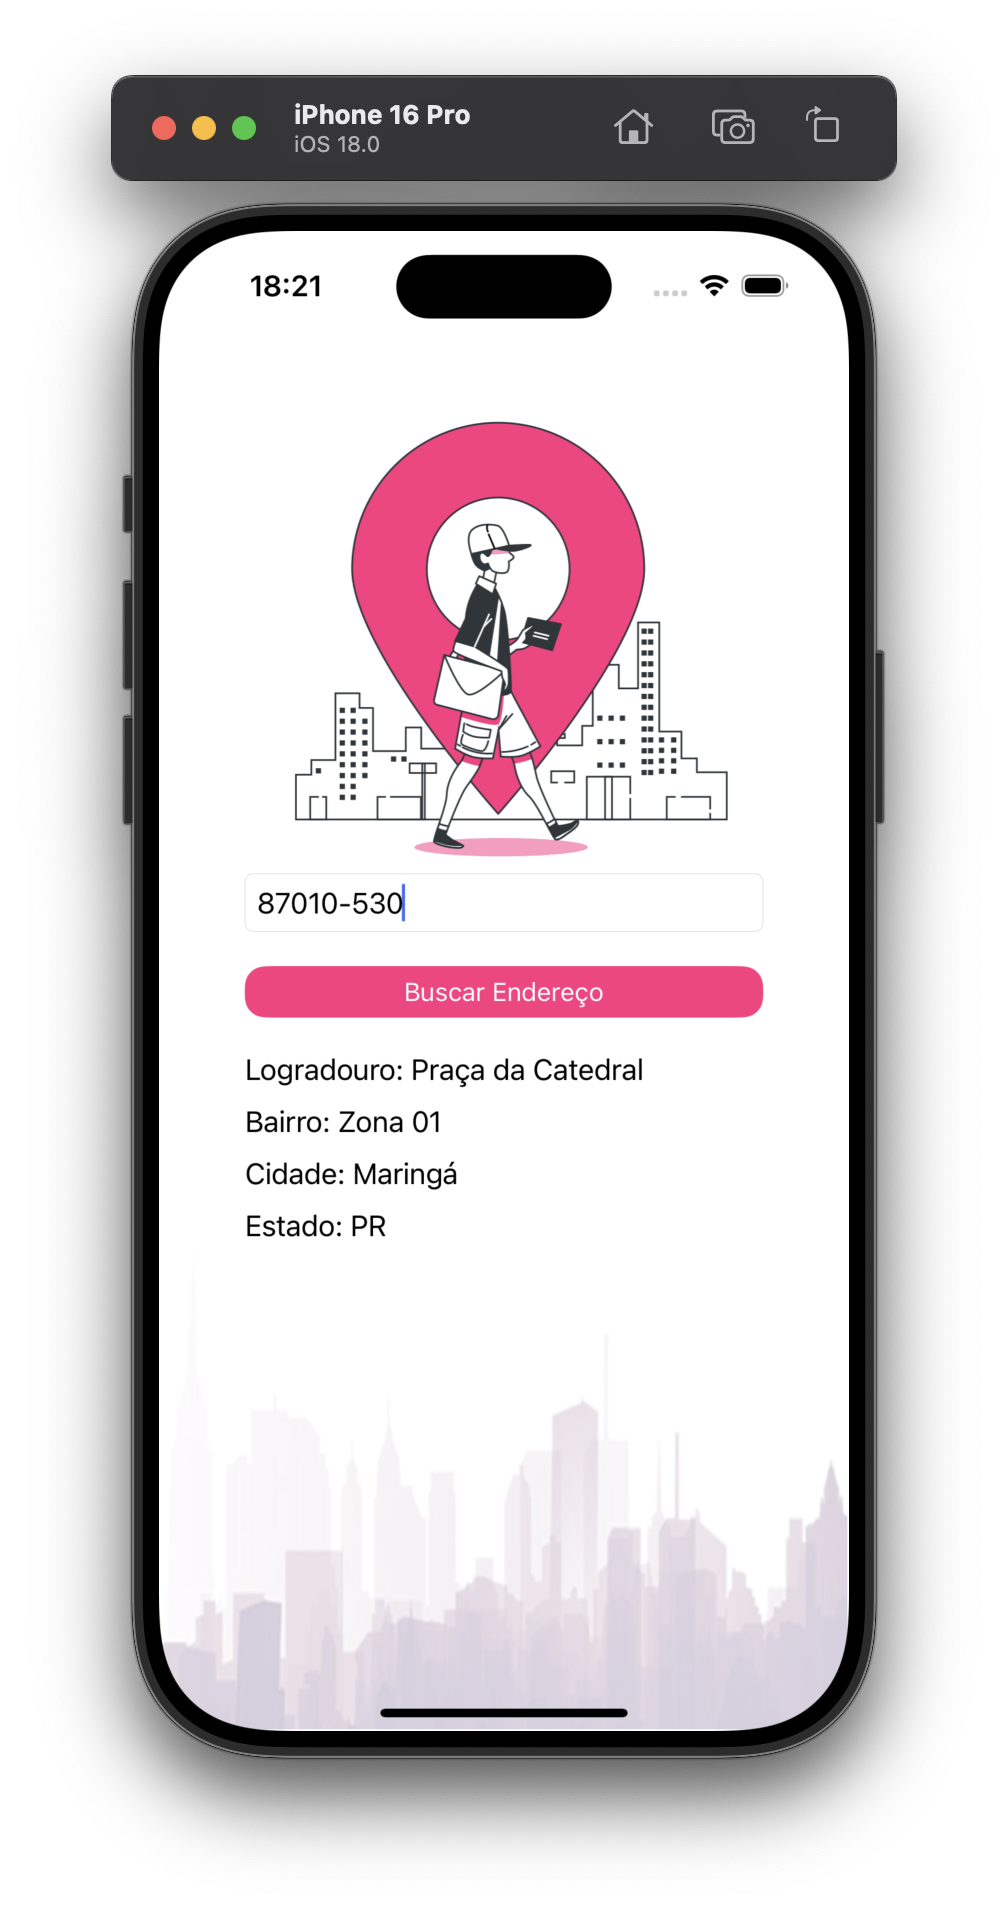 iPhone 16 Pro
iOS 18.0
18:21
87010-530
Buscar Endereço
Logradouro: Praça da Catedral
Bairro: Zona 01
Cidade: Maringá
Estado: PR